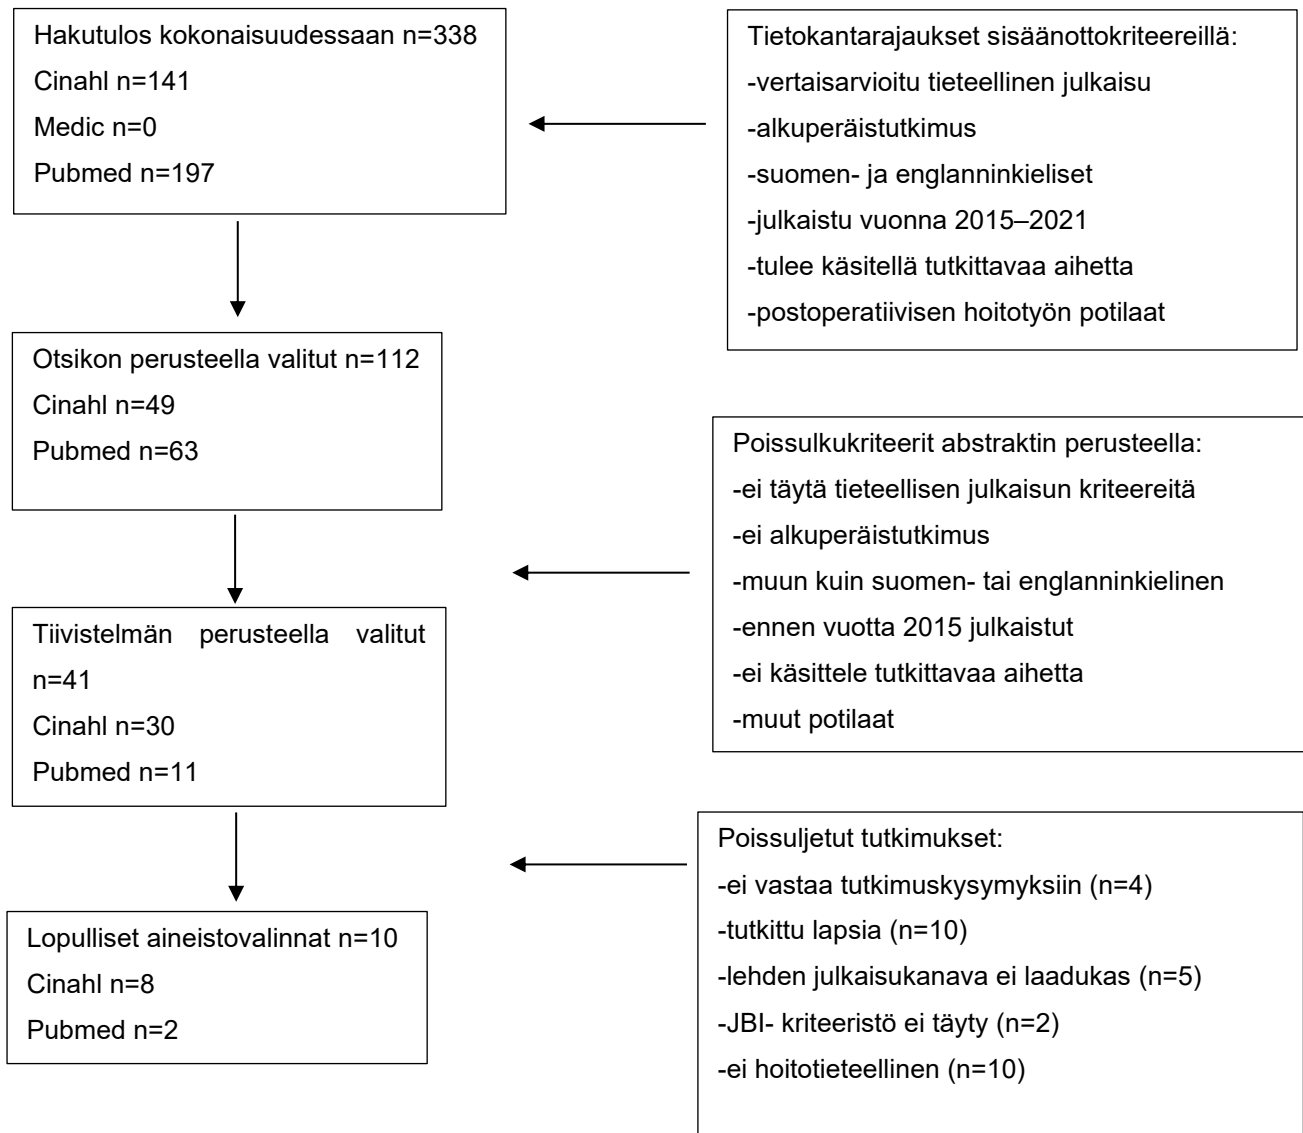 Hakutulos kokonaisuudessaan n=338
Cinahl n=141
Medic n=0
Pubmed n=197
Tietokantarajaukset sisäänottokriteereillä:
-vertaisarvioitu tieteellinen julkaisu
-alkuperäistutkimus
-suomen- ja englanninkieliset
-julkaistu vuonna 2015–2021
-tulee käsitellä tutkittavaa aihetta
-postoperatiivisen hoitotyön potilaat
Otsikon perusteella valitut n=112
Cinahl n=49
Pubmed n=63
Poissulkukriteerit abstraktin perusteella:
-ei täytä tieteellisen julkaisun kriteereitä
-ei alkuperäistutkimus
-muun kuin suomen- tai englanninkielinen
-ennen vuotta 2015 julkaistut
-ei käsittele tutkittavaa aihetta
-muut potilaat
Tiivistelmän perusteella valitut
n=41
Cinahl n=30
Pubmed n=11
Poissuljetut tutkimukset:
-ei vastaa tutkimuskysymyksiin (n=4)
-tutkittu lapsia (n=10)
-lehden julkaisukanava ei laadukas (n=5)
-JBI- kriteeristö ei täyty (n=2)
-ei hoitotieteellinen (n=10)
Lopulliset aineistovalinnat n=10
Cinahl n=8
Pubmed n=2